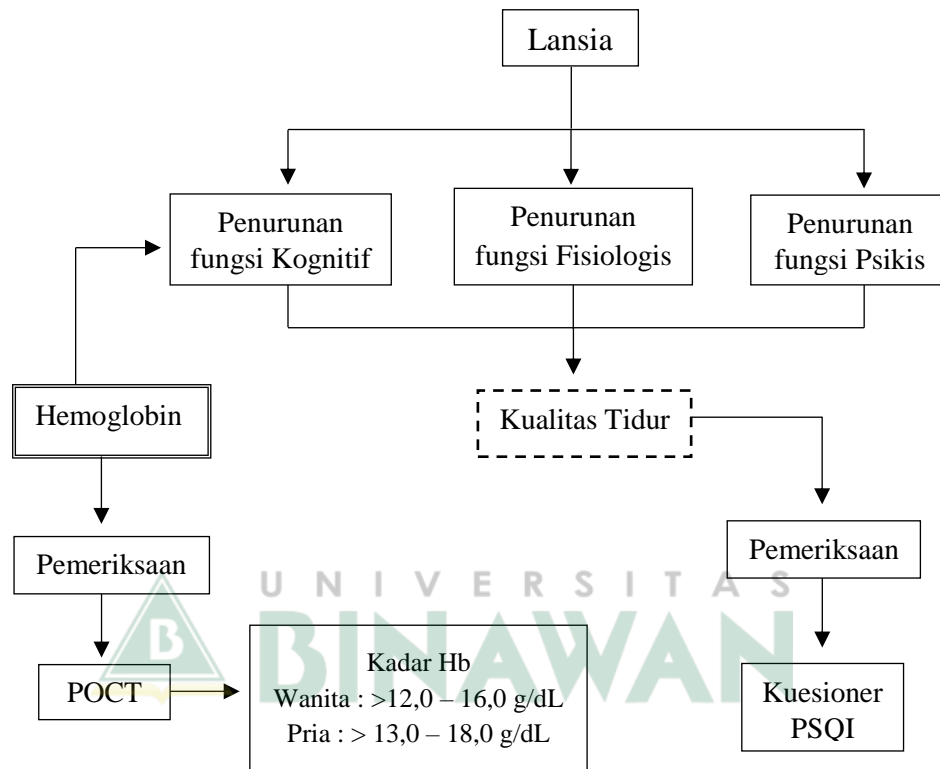 Lansia
Penurunan
fungsi Kognitif
Penurunan
fungsi Fisiologis
Penurunan
fungsi Psikis
Hemoglobin
Kualitas Tidur
Pemeriksaan
Pemeriksaan
UNIVERSITAS
BINAWAN
B
POCT
Kadar Hb
Wanita : >12,0 – 16,0 g/dL
Pria : > 13,0 – 18,0 g/dL
Kuesioner
PSQI